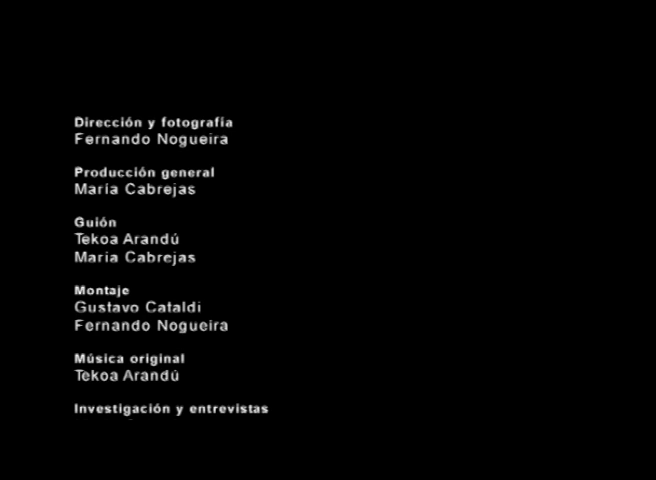 Dirección y fotografía
Fernando Nogueira
Producción general
María Cabrejas
Guión
Tekoa Arandú
María Cabrejas
Montaje
Gustavo Cataldi
Fernando Nogueira
Música original
Tekoa Arandú
Investigación y entrevistas